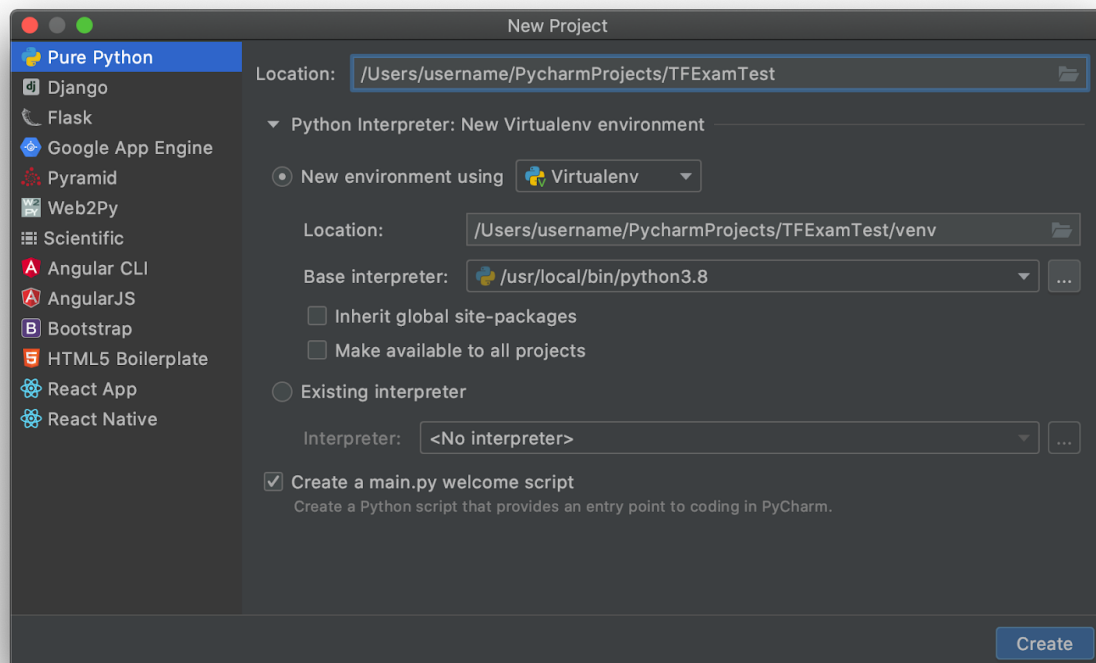 New Project
Pure Python
Django
Flask
Google App Engine
Pyramid
Web2Py
Scientific
Angular CLI
AngularJS
Bootstrap
HTML5 Boilerplate
React App
React Native
Location: /Users/username/PycharmProjects/TFExamTest
Python Interpreter: New Virtualenv environment
New environment using Virtualenv
Location: /Users/username/PycharmProjects/TFExamTest/venv
Base interpreter: /usr/local/bin/python3.8 ...
Inherit global site-packages
Make available to all projects
Existing interpreter
Interpreter: <No interpreter> ...
Create a main.py welcome script
Create a Python script that provides an entry point to coding in PyCharm.
Create